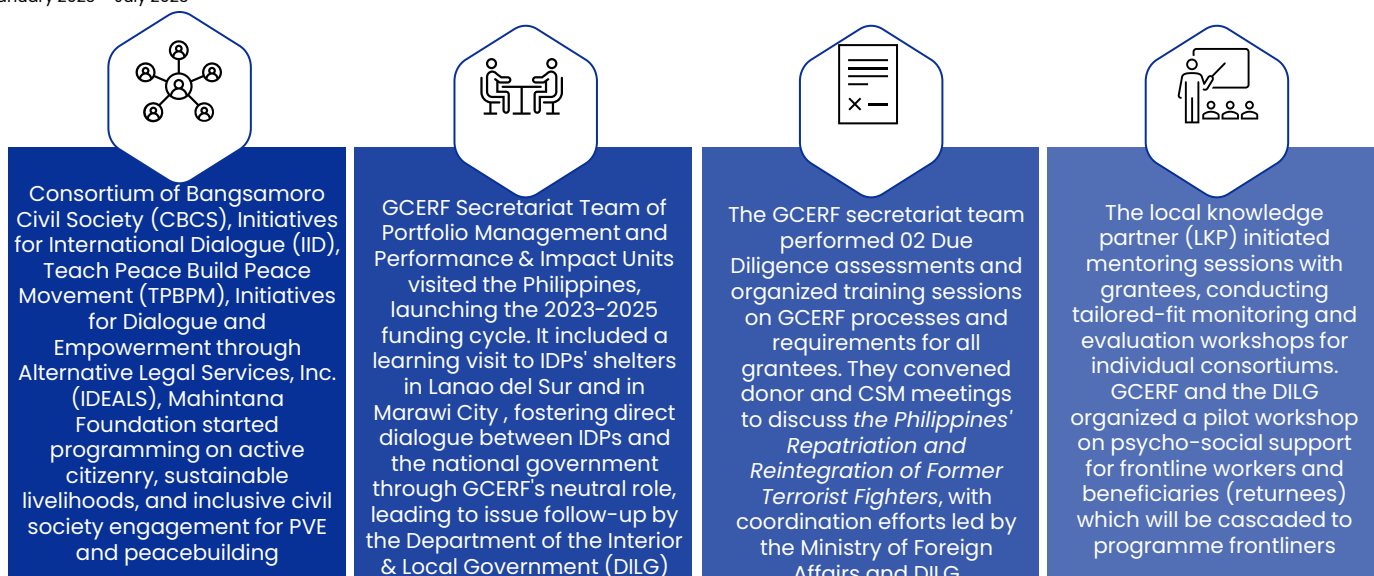 Consortium of Bangsamoro
Civil Society (CBCS), Initiatives
for International Dialogue (IID),
Teach Peace Build Peace
Movement (TPBPM), Initiatives
for Dialogue and
Empowerment through
Alternative Legal Services, Inc.
(IDEALS), Mahintana
Foundation started
programming on active
citizenry, sustainable
livelihoods, and inclusive civil
society engagement for PVE
and peacebuilding
GCERF Secretariat Team of
Portfolio Management and
Performance & Impact Units
visited the Philippines,
launching the 2023-2025
funding cycle. It included a
learning visit to IDPs' shelters
in Lanao del Sur and in
Marawi City , fostering direct
dialogue between IDPs and
the national government
through GCERF's neutral role,
leading to issue follow-up by
the Department of the Interior
& Local Government (DILG)
The GCERF secretariat team
performed 02 Due
Diligence assessments and
organized training sessions
on GCERF processes and
requirements for all
grantees. They convened
donor and CSM meetings
to discuss the Philippines'
Repatriation and
Reintegration of Former
Terrorist Fighters, with
coordination efforts led by
the Ministry of Foreign
Affairs and DILG
The local knowledge
partner (LKP) initiated
mentoring sessions with
grantees, conducting
tailored-fit monitoring and
evaluation workshops for
individual consortiums.
GCERF and the DILG
organized a pilot workshop
on psycho-social support
for frontline workers and
beneficiaries (returnees)
which will be cascaded to
programme frontliners